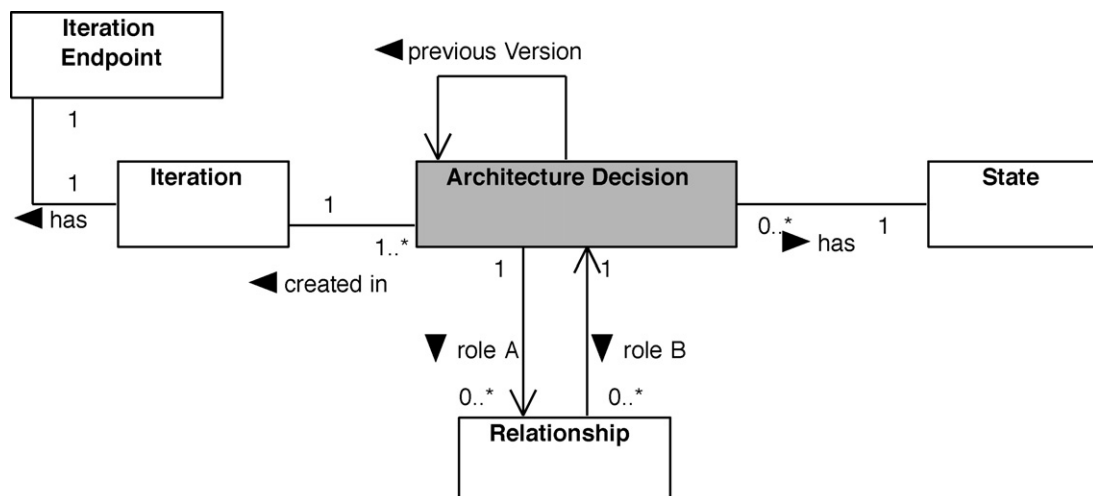 Iteration
Endpoint
◀ previous Version
1
1
◀ has
Iteration
1
1..*
◀ created in
Architecture Decision
0..*
▶ has
1
State
1
1
▼ role A
▼ role B
0..*
0..*
Relationship